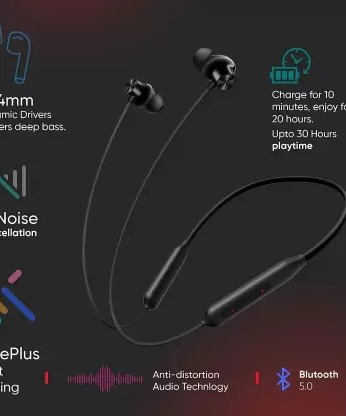 4mm
amic Drivers
ers deep bass.
Charge for 10
minutes, enjoy fo
20 hours.
Upto 30 Hours
playtime
Noise
cellation
ePlus
t
ing
Anti-distortion
Audio Technlogy
Blutooth
5.0